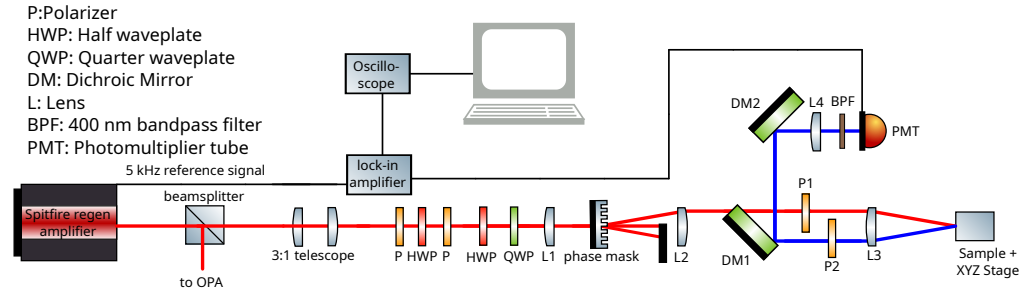 P:Polarizer
HWP: Half waveplate
QWP: Quarter waveplate
DM: Dichroic Mirror
L: Lens
BPF: 400 nm bandpass filter
PMT: Photomultiplier tube
Oscillo-
scope
5 kHz reference signal
lock-in
amplifier
beamsplitter
Spitfire regen
amplifier
to OPA
3:1 telescope
P
HWP
P
HWP
QWP
L1
phase mask
L2
DM1
DM2
L4
BPF
PMT
P1
P2
L3
Sample +
XYZ Stage